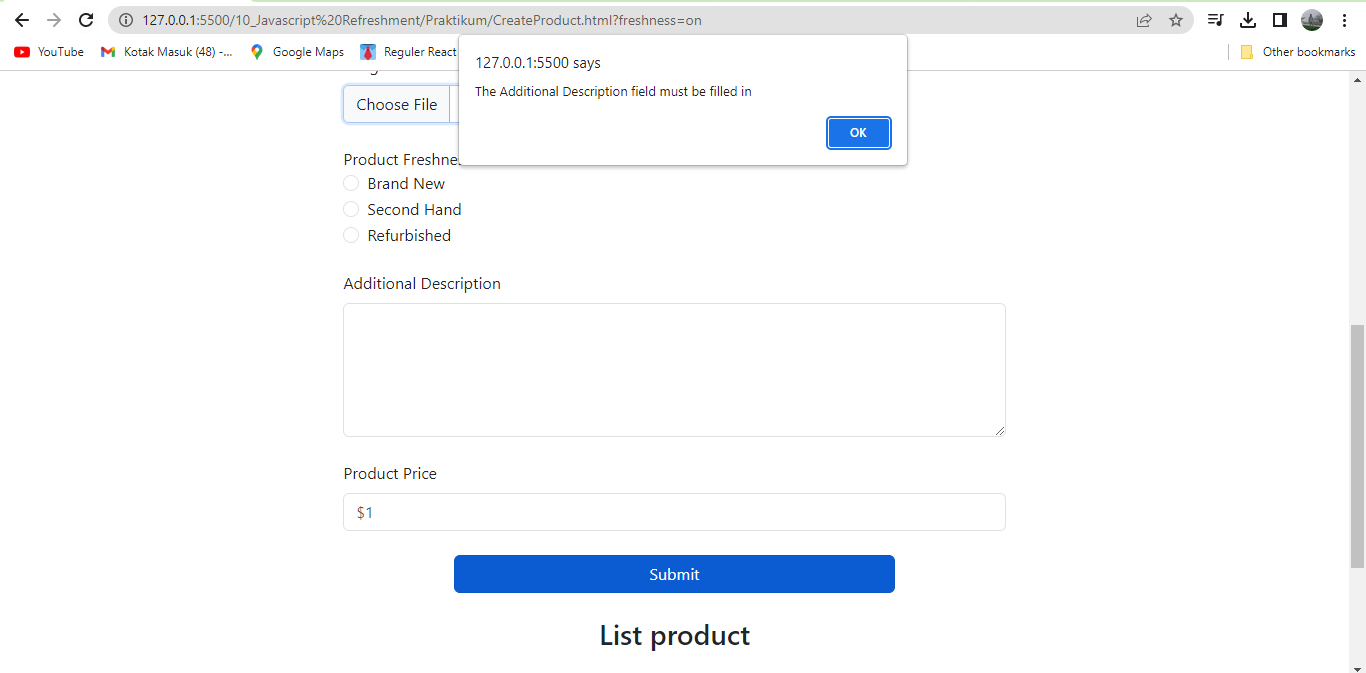 127.0.0.1:5500/10_Javascript%20Refreshment/Praktikum/CreateProduct.html?freshness=on
YouTube
Kotak Masuk (48) -...
Google Maps
Reguler React
Other bookmarks
127.0.0.1:5500 says
The Additional Description field must be filled in
OK
Choose File
Product Freshne
Brand New
Second Hand
Refurbished
Additional Description
Product Price
$1
Submit
List product